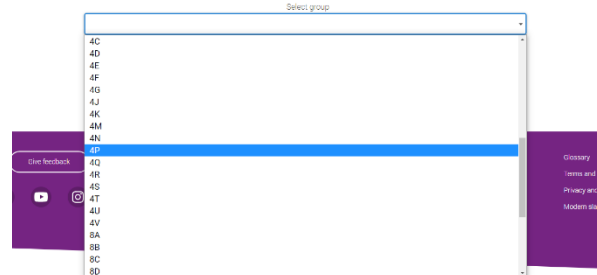 Select group
4C
4D
4E
4F
4G
4J
4K
4M
4N
4P
4Q
4R
4S
4T
4U
4V
8A
8B
8C
8D
Give feedback
Glossary
Terms and
Privacy and
Modern sla